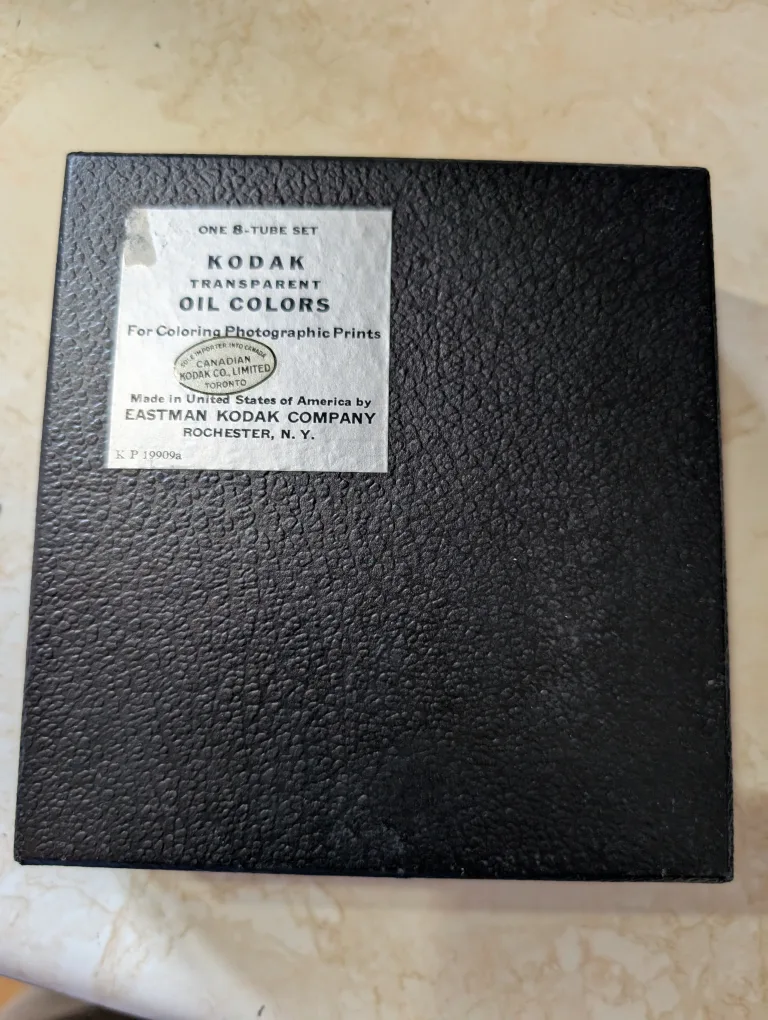 ONE 8-TUBE SET
KODAK
TRANSPARENT
OIL COLORS
For Coloring Photographic Prints
SOLE IMPORTER INTO CANADA
CANADIAN
KODAK CO., LIMITED
TORONTO
Made in United States of America by
EASTMAN KODAK COMPANY
ROCHESTER, N. Y.
K P 19909a